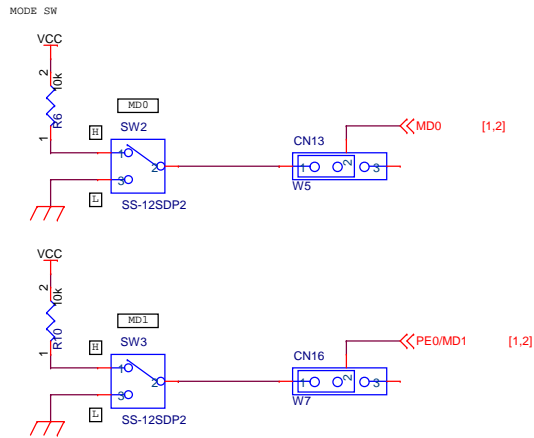 MODE SW
VCC
2
10k
R6
1
MD0
H
SW2
1
2
3
L
SS-12SDP2
CN13
1
2
3
W5
MD0 [1,2]
VCC
2
10k
R10
1
MD1
H
SW3
1
2
3
L
SS-12SDP2
CN16
1
2
3
W7
PE0/MD1 [1,2]